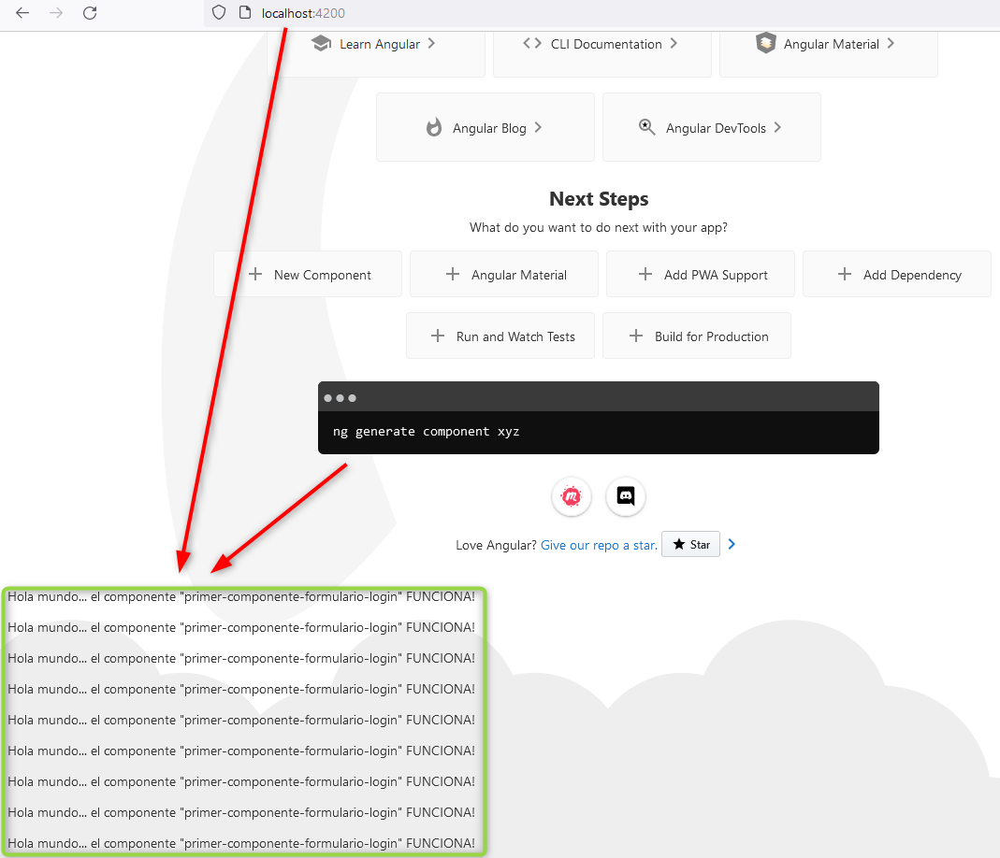 localhost:4200
Learn Angular
CLI Documentation
Angular Material
Angular Blog
Angular DevTools
Next Steps
What do you want to do next with your app?
New Component
Angular Material
Add PWA Support
Add Dependency
Run and Watch Tests
Build for Production
ng generate component xyz
Love Angular? Give our repo a star. Star
Hola mundo... el componente "primer-componente-formulario-login" FUNCIONA!
Hola mundo... el componente "primer-componente-formulario-login" FUNCIONA!
Hola mundo... el componente "primer-componente-formulario-login" FUNCIONA!
Hola mundo... el componente "primer-componente-formulario-login" FUNCIONA!
Hola mundo... el componente "primer-componente-formulario-login" FUNCIONA!
Hola mundo... el componente "primer-componente-formulario-login" FUNCIONA!
Hola mundo... el componente "primer-componente-formulario-login" FUNCIONA!
Hola mundo... el componente "primer-componente-formulario-login" FUNCIONA!
Hola mundo... el componente "primer-componente-formulario-login" FUNCIONA!